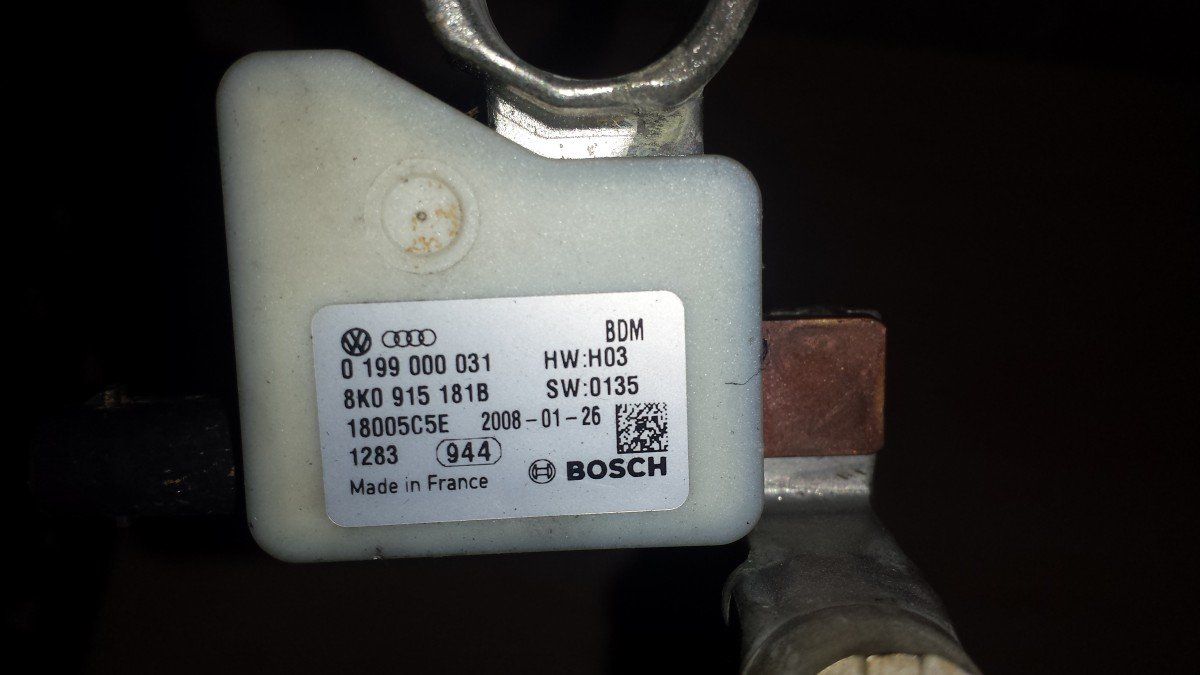 BDM
0 199 000 031 HW:H03
8K0 915 181B SW:0135
18005C5E 2008-01-26
1283 944
Made in France BOSCH